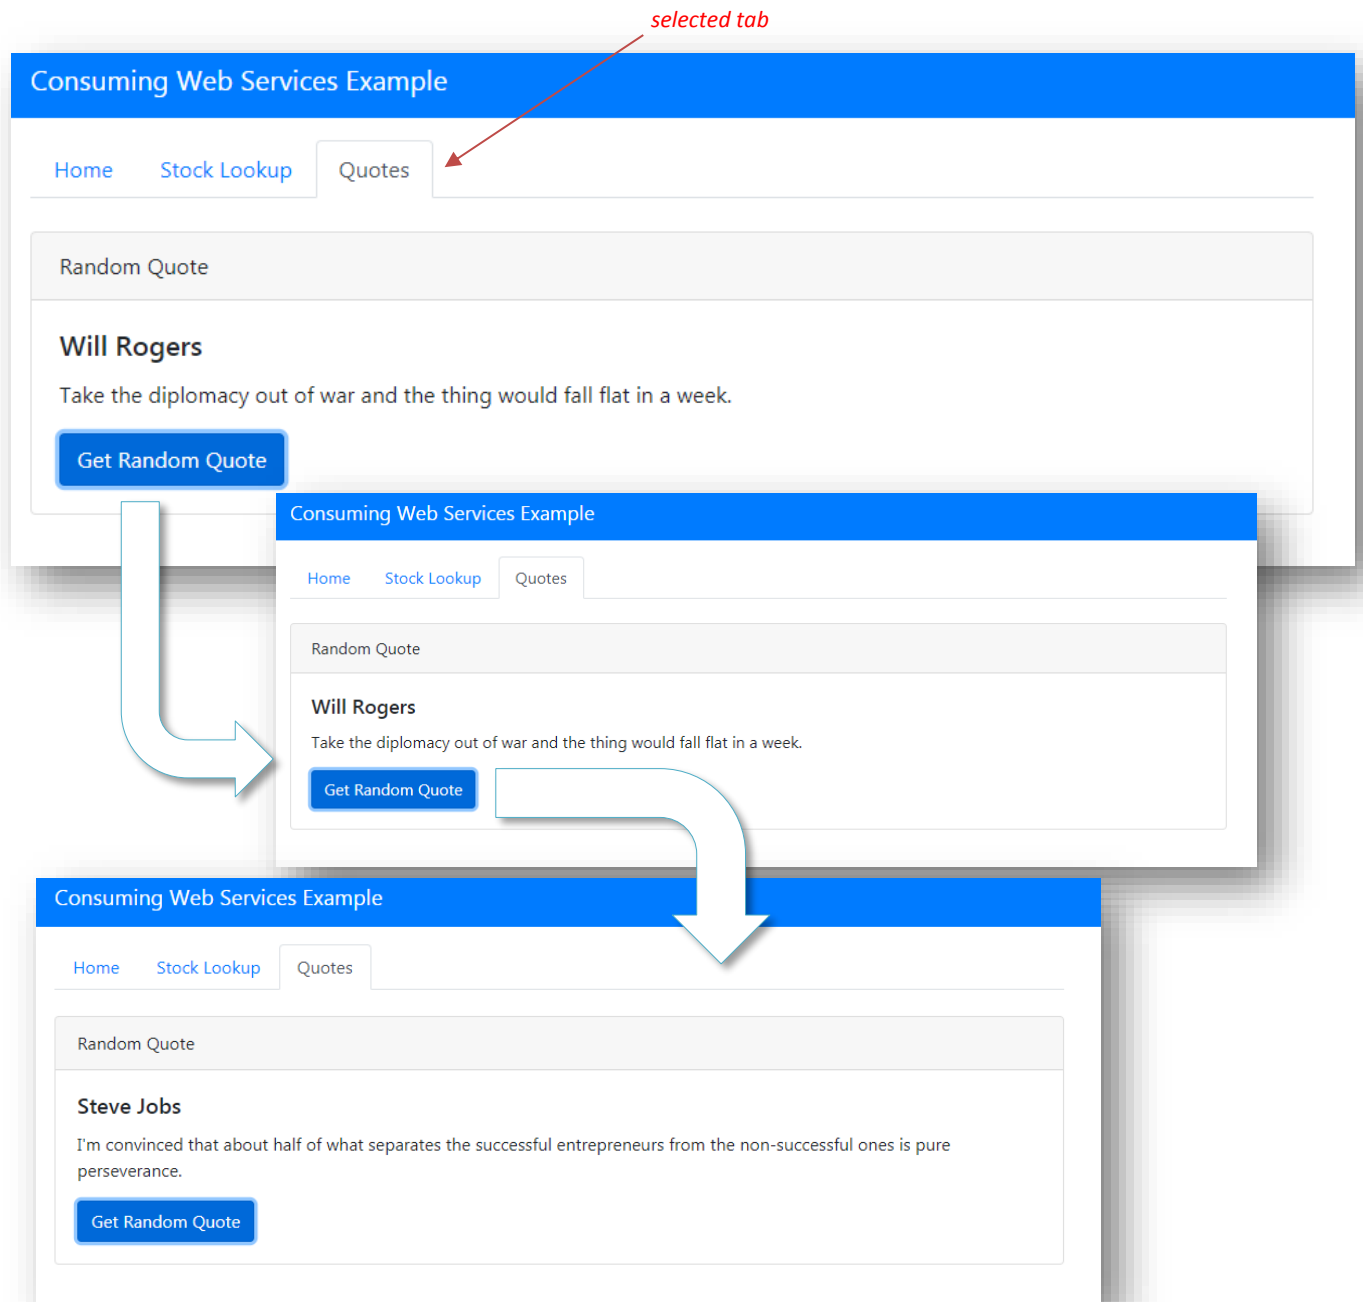 selected tab
Consuming Web Services Example
Home Stock Lookup Quotes
Random Quote
Will Rogers
Take the diplomacy out of war and the thing would fall flat in a week.
Get Random Quote
Consuming Web Services Example
Home Stock Lookup Quotes
Random Quote
Will Rogers
Take the diplomacy out of war and the thing would fall flat in a week.
Get Random Quote
Consuming Web Services Example
Home Stock Lookup Quotes
Random Quote
Steve Jobs
I'm convinced that about half of what separates the successful entrepreneurs from the non-successful ones is pure
perseverance.
Get Random Quote